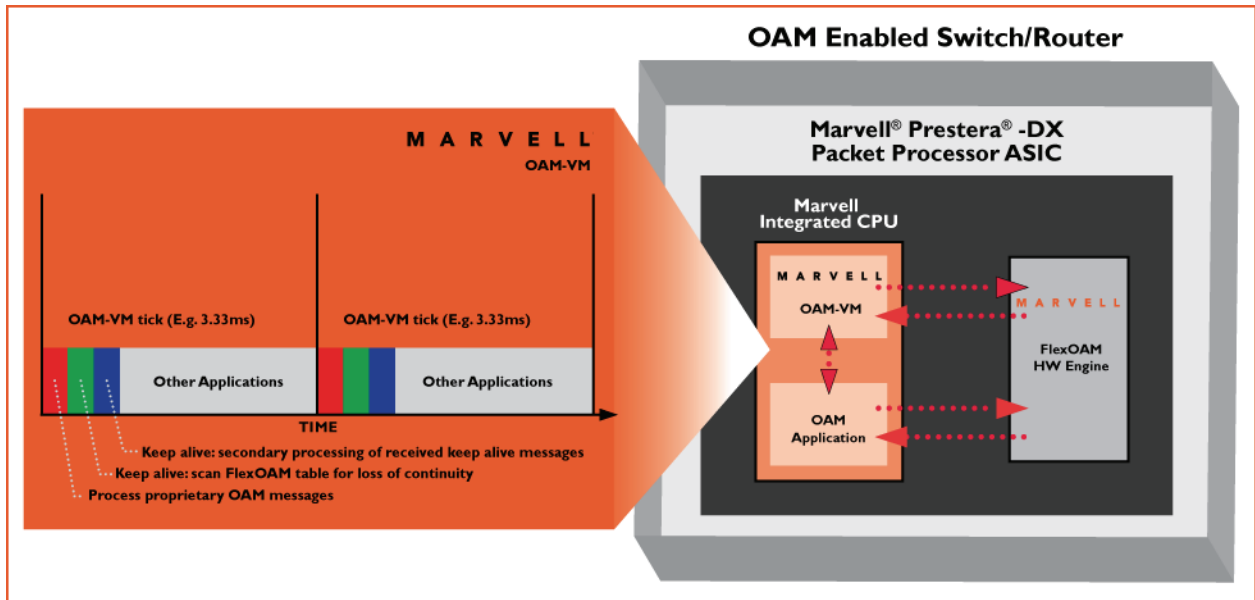 OAM Enabled Switch/Router
MARVELL
OAM-VM
OAM-VM tick (E.g. 3.33ms)
OAM-VM tick (E.g. 3.33ms)
Other Applications
Other Applications
TIME
Keep alive: secondary processing of received keep alive messages
Keep alive: scan FlexOAM table for loss of continuity
Process proprietary OAM messages
Marvell® Prestera® -DX
Packet Processor ASIC
Marvell
Integrated CPU
MARVELL
OAM-VM
OAM
Application
MARVELL
FlexOAM
HW Engine